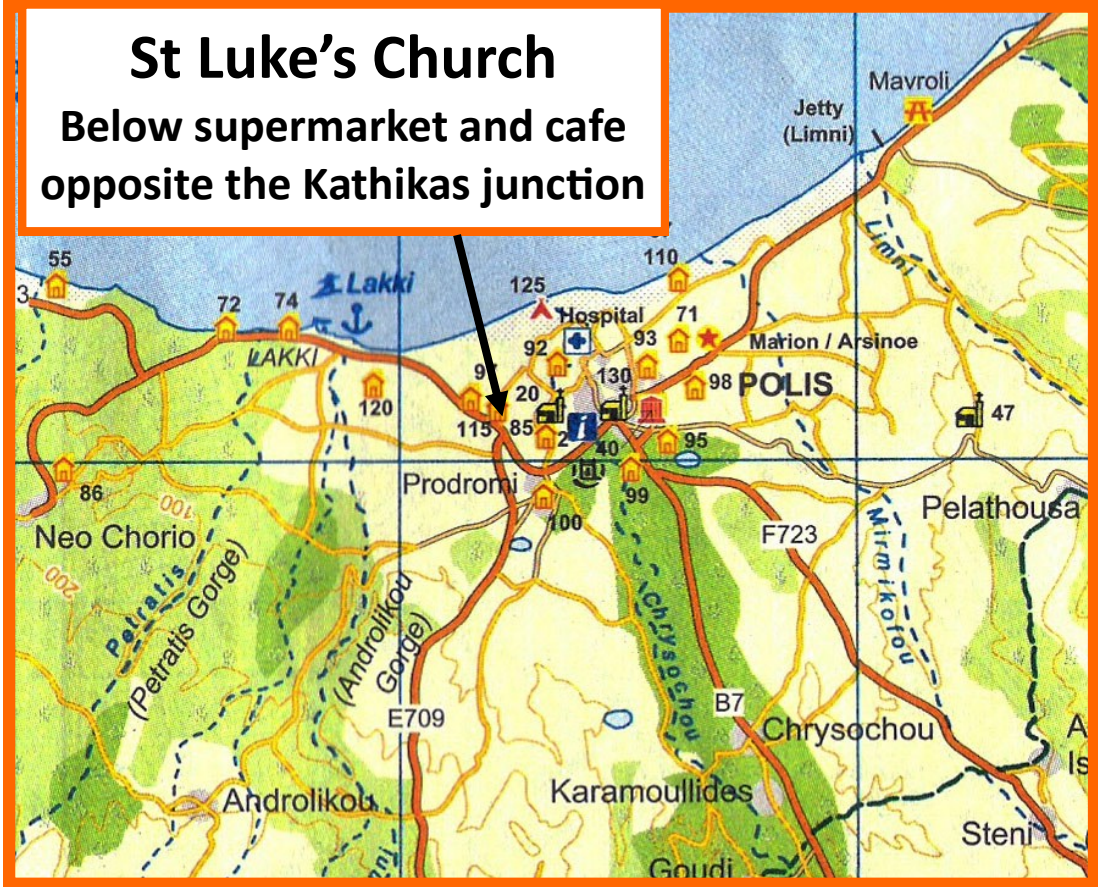 St Luke’s Church
Below supermarket and cafe
opposite the Kathikas junction
Mavroli
Jetty
(Limni)
Limni
55
72
74
Lakki
LAKKI
125
Hospital
110
71
92
93
Marion / Arsinoe
130
98
POLIS
120
20
47
115
85
2
40
95
86
Prodromi
99
100
Pelathousa
Neo Chorio
100
200
F723
Mirmikofou
Petratis
(Petratis Gorge)
(Androlikou
Gorge)
Chrysochou
E709
B7
Chrysochou
Androlikou
Karamoullides
Steni
Goudi